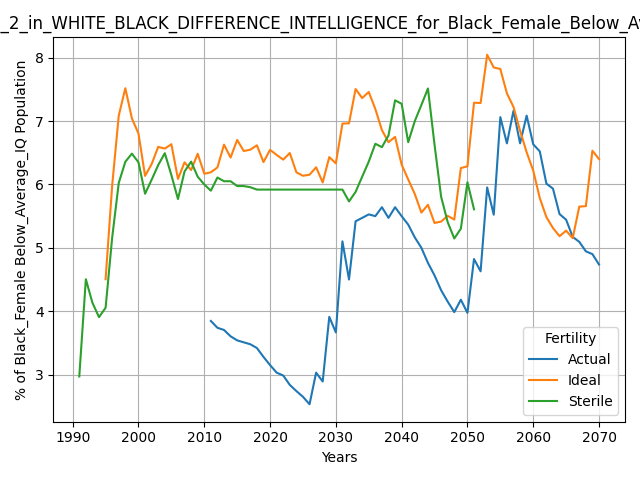 _2_in_WHITE_BLACK_DIFFERENCE_INTELLIGENCE_for_Black_Female_Below_Av
% of Black_Female Below_Average_IQ Population
8
7
6
5
4
3
1990 2000 2010 2020 2030 2040 2050 2060 2070
Years
Fertility
Actual
Ideal
Sterile